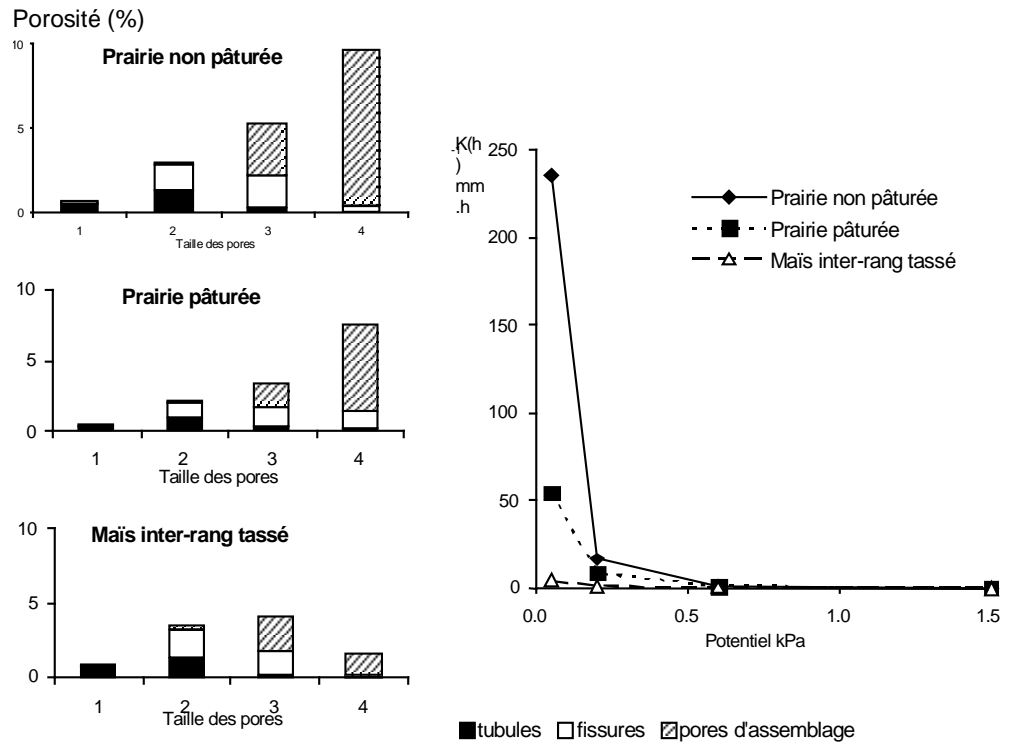 Porosité (%)
Prairie non pâturée
10
5
0
1 2 3 4
Taille des pores
Prairie pâturée
10
5
0
1 2 3 4
Taille des pores
Maïs inter-rang tassé
10
5
0
1 2 3 4
Taille des pores
K(h
)
mm
.h
-1
250
200
150
100
50
0
0.0 0.5 1.0 1.5
Potentiel kPa
Prairie non pâturée
Prairie pâturée
Maïs inter-rang tassé
tubules fissures pores d'assemblage